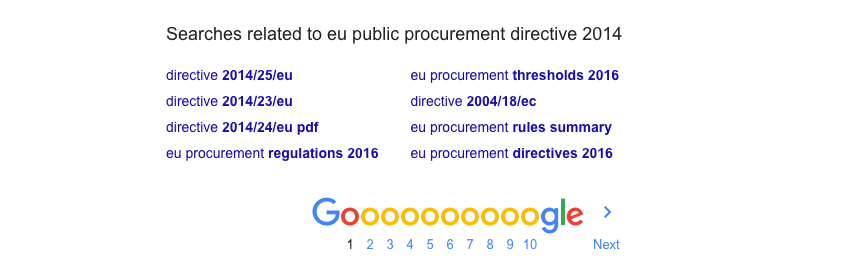 Searches related to eu public procurement directive 2014
directive 2014/25/eu
directive 2014/23/eu
directive 2014/24/eu pdf
eu procurement regulations 2016
eu procurement thresholds 2016
directive 2004/18/ec
eu procurement rules summary
eu procurement directives 2016
Goooooooooogle >
1 2 3 4 5 6 7 8 9 10 Next